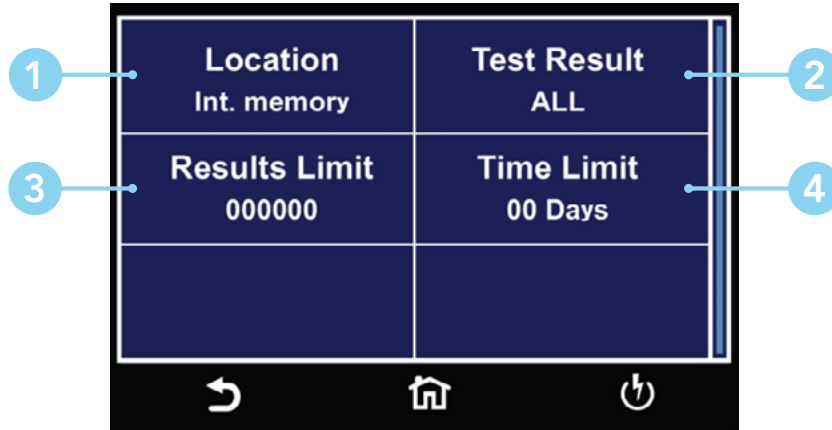 1
Location
Int. memory
Test Result
ALL
2
3
Results Limit
000000
Time Limit
00 Days
4